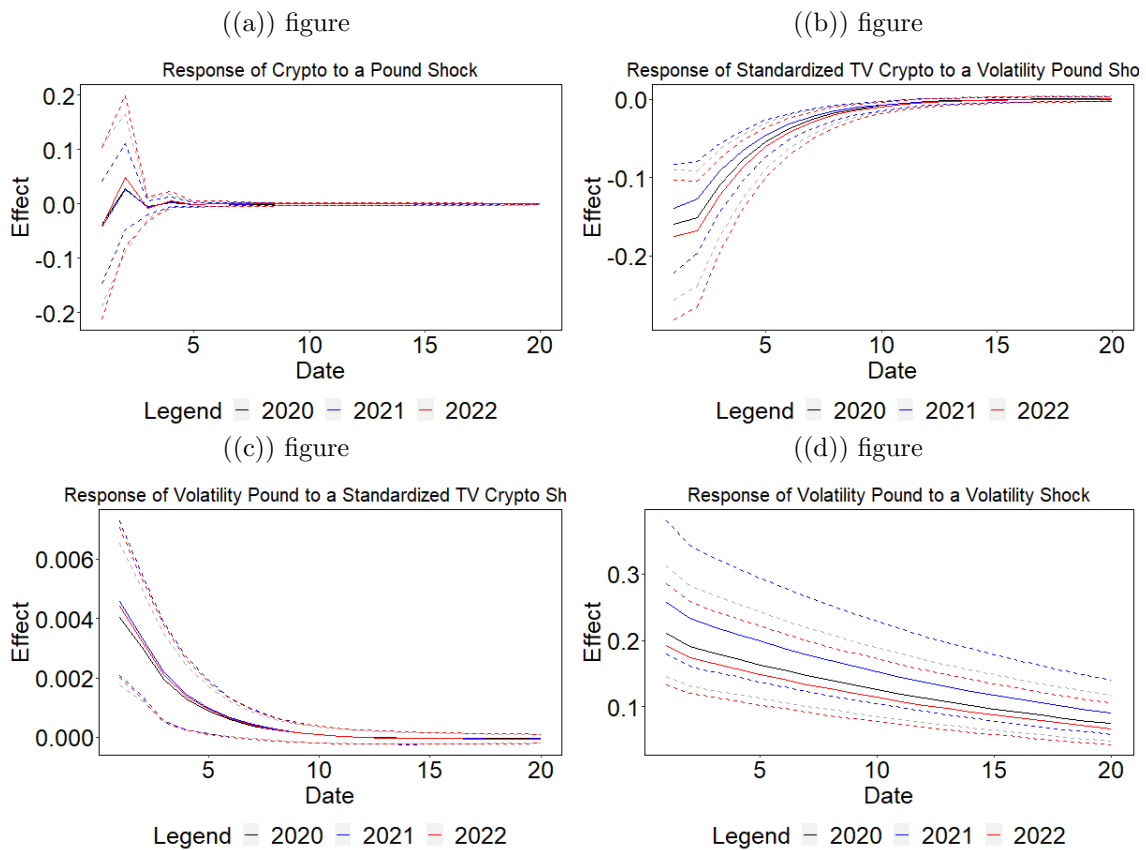 ((a)) figure
Response of Crypto to a Pound Shock
0.2
0.1
0.0
-0.1
-0.2
Effect
5 10 15 20
Date
Legend 2020 2021 2022
((b)) figure
Response of Standardized TV Crypto to a Volatility Pound Sho
0.0
-0.1
-0.2
Effect
5 10 15 20
Date
Legend 2020 2021 2022
((c)) figure
Response of Volatility Pound to a Standardized TV Crypto Sh
0.006
0.004
0.002
0.000
Effect
5 10 15 20
Date
Legend 2020 2021 2022
((d)) figure
Response of Volatility Pound to a Volatility Shock
0.3
0.2
0.1
Effect
5 10 15 20
Date
Legend 2020 2021 2022